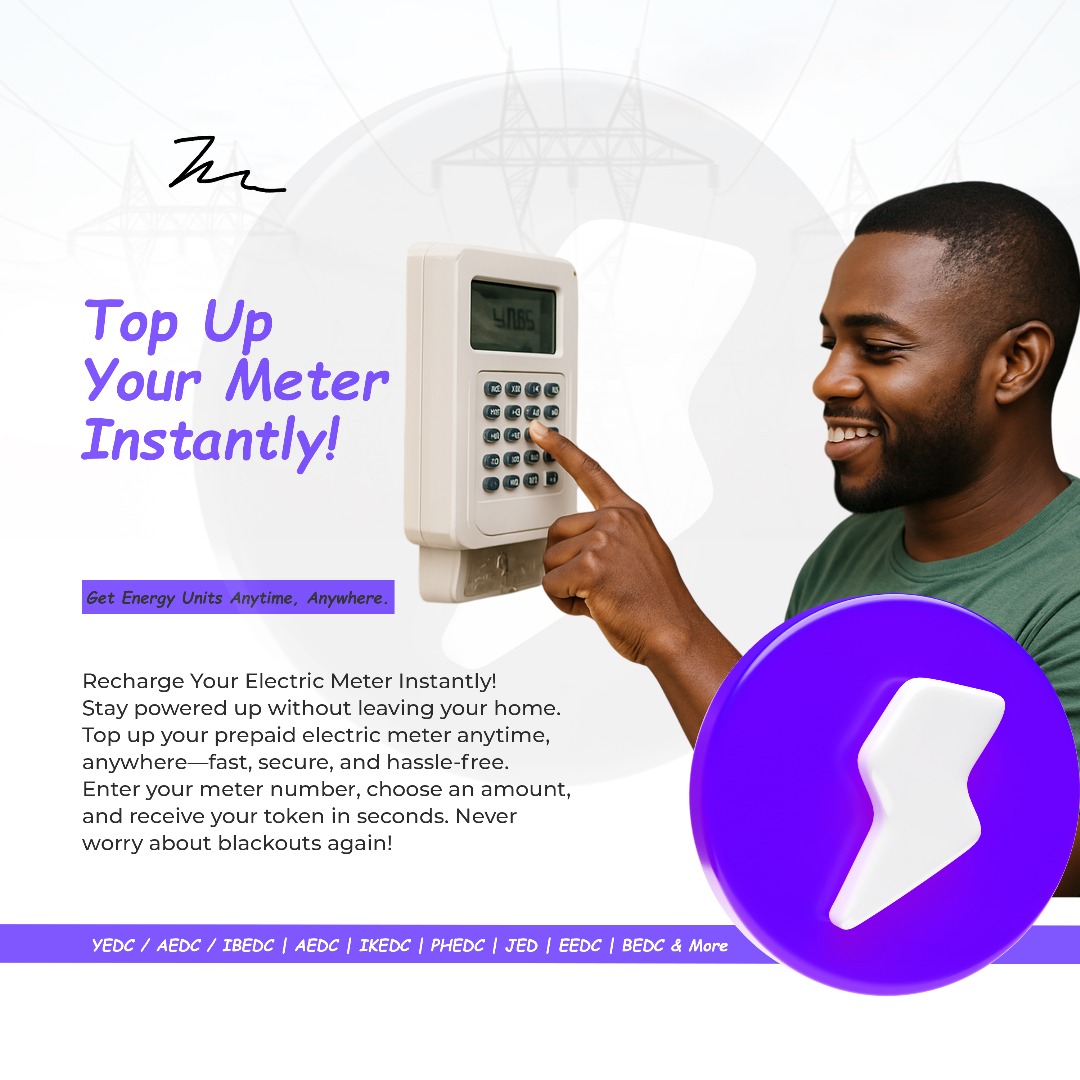 Top Up
Your Meter
Instantly!
Get Energy Units Anytime, Anywhere.
Recharge Your Electric Meter Instantly!
Stay powered up without leaving your home.
Top up your prepaid electric meter anytime,
anywhere—fast, secure, and hassle-free.
Enter your meter number, choose an amount,
and receive your token in seconds. Never
worry about blackouts again!
YEDC / AEDC / IBEDC | AEDC | IKEDC | PHEDC | JED | EEDC | BEDC & More